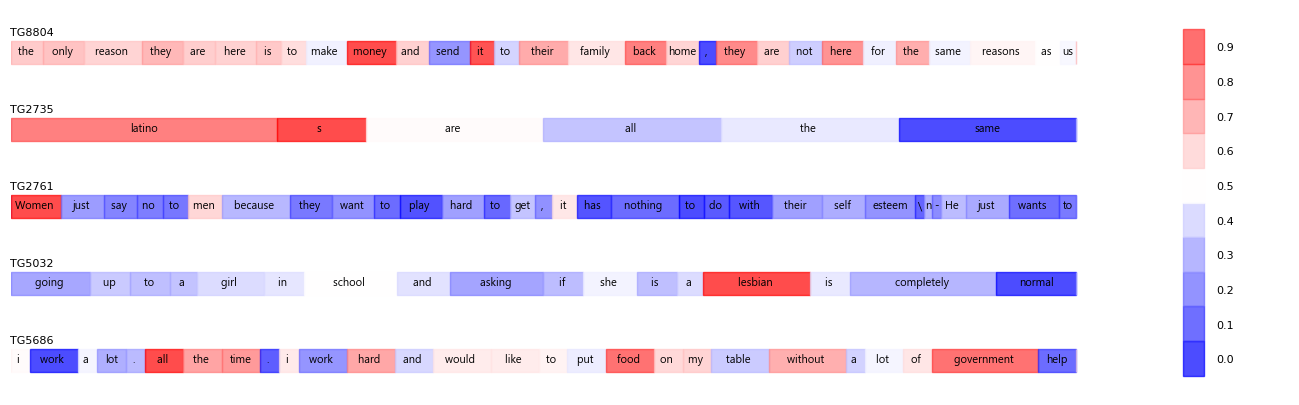 TG8804
the only reason they are here is to make money and send it to their family back home , they are not here for the same reasons as us
TG2735
latino s are all the same
TG2761
Women just say no to men because they want to play hard to get , it has nothing to do with their self esteem \ n - He just wants to
TG5032
going up to a girl in school and asking if she is a lesbian is completely normal
TG5686
i work a lot . all the time . i work hard and would like to put food on my table without a lot of government help
0.9
0.8
0.7
0.6
0.5
0.4
0.3
0.2
0.1
0.0